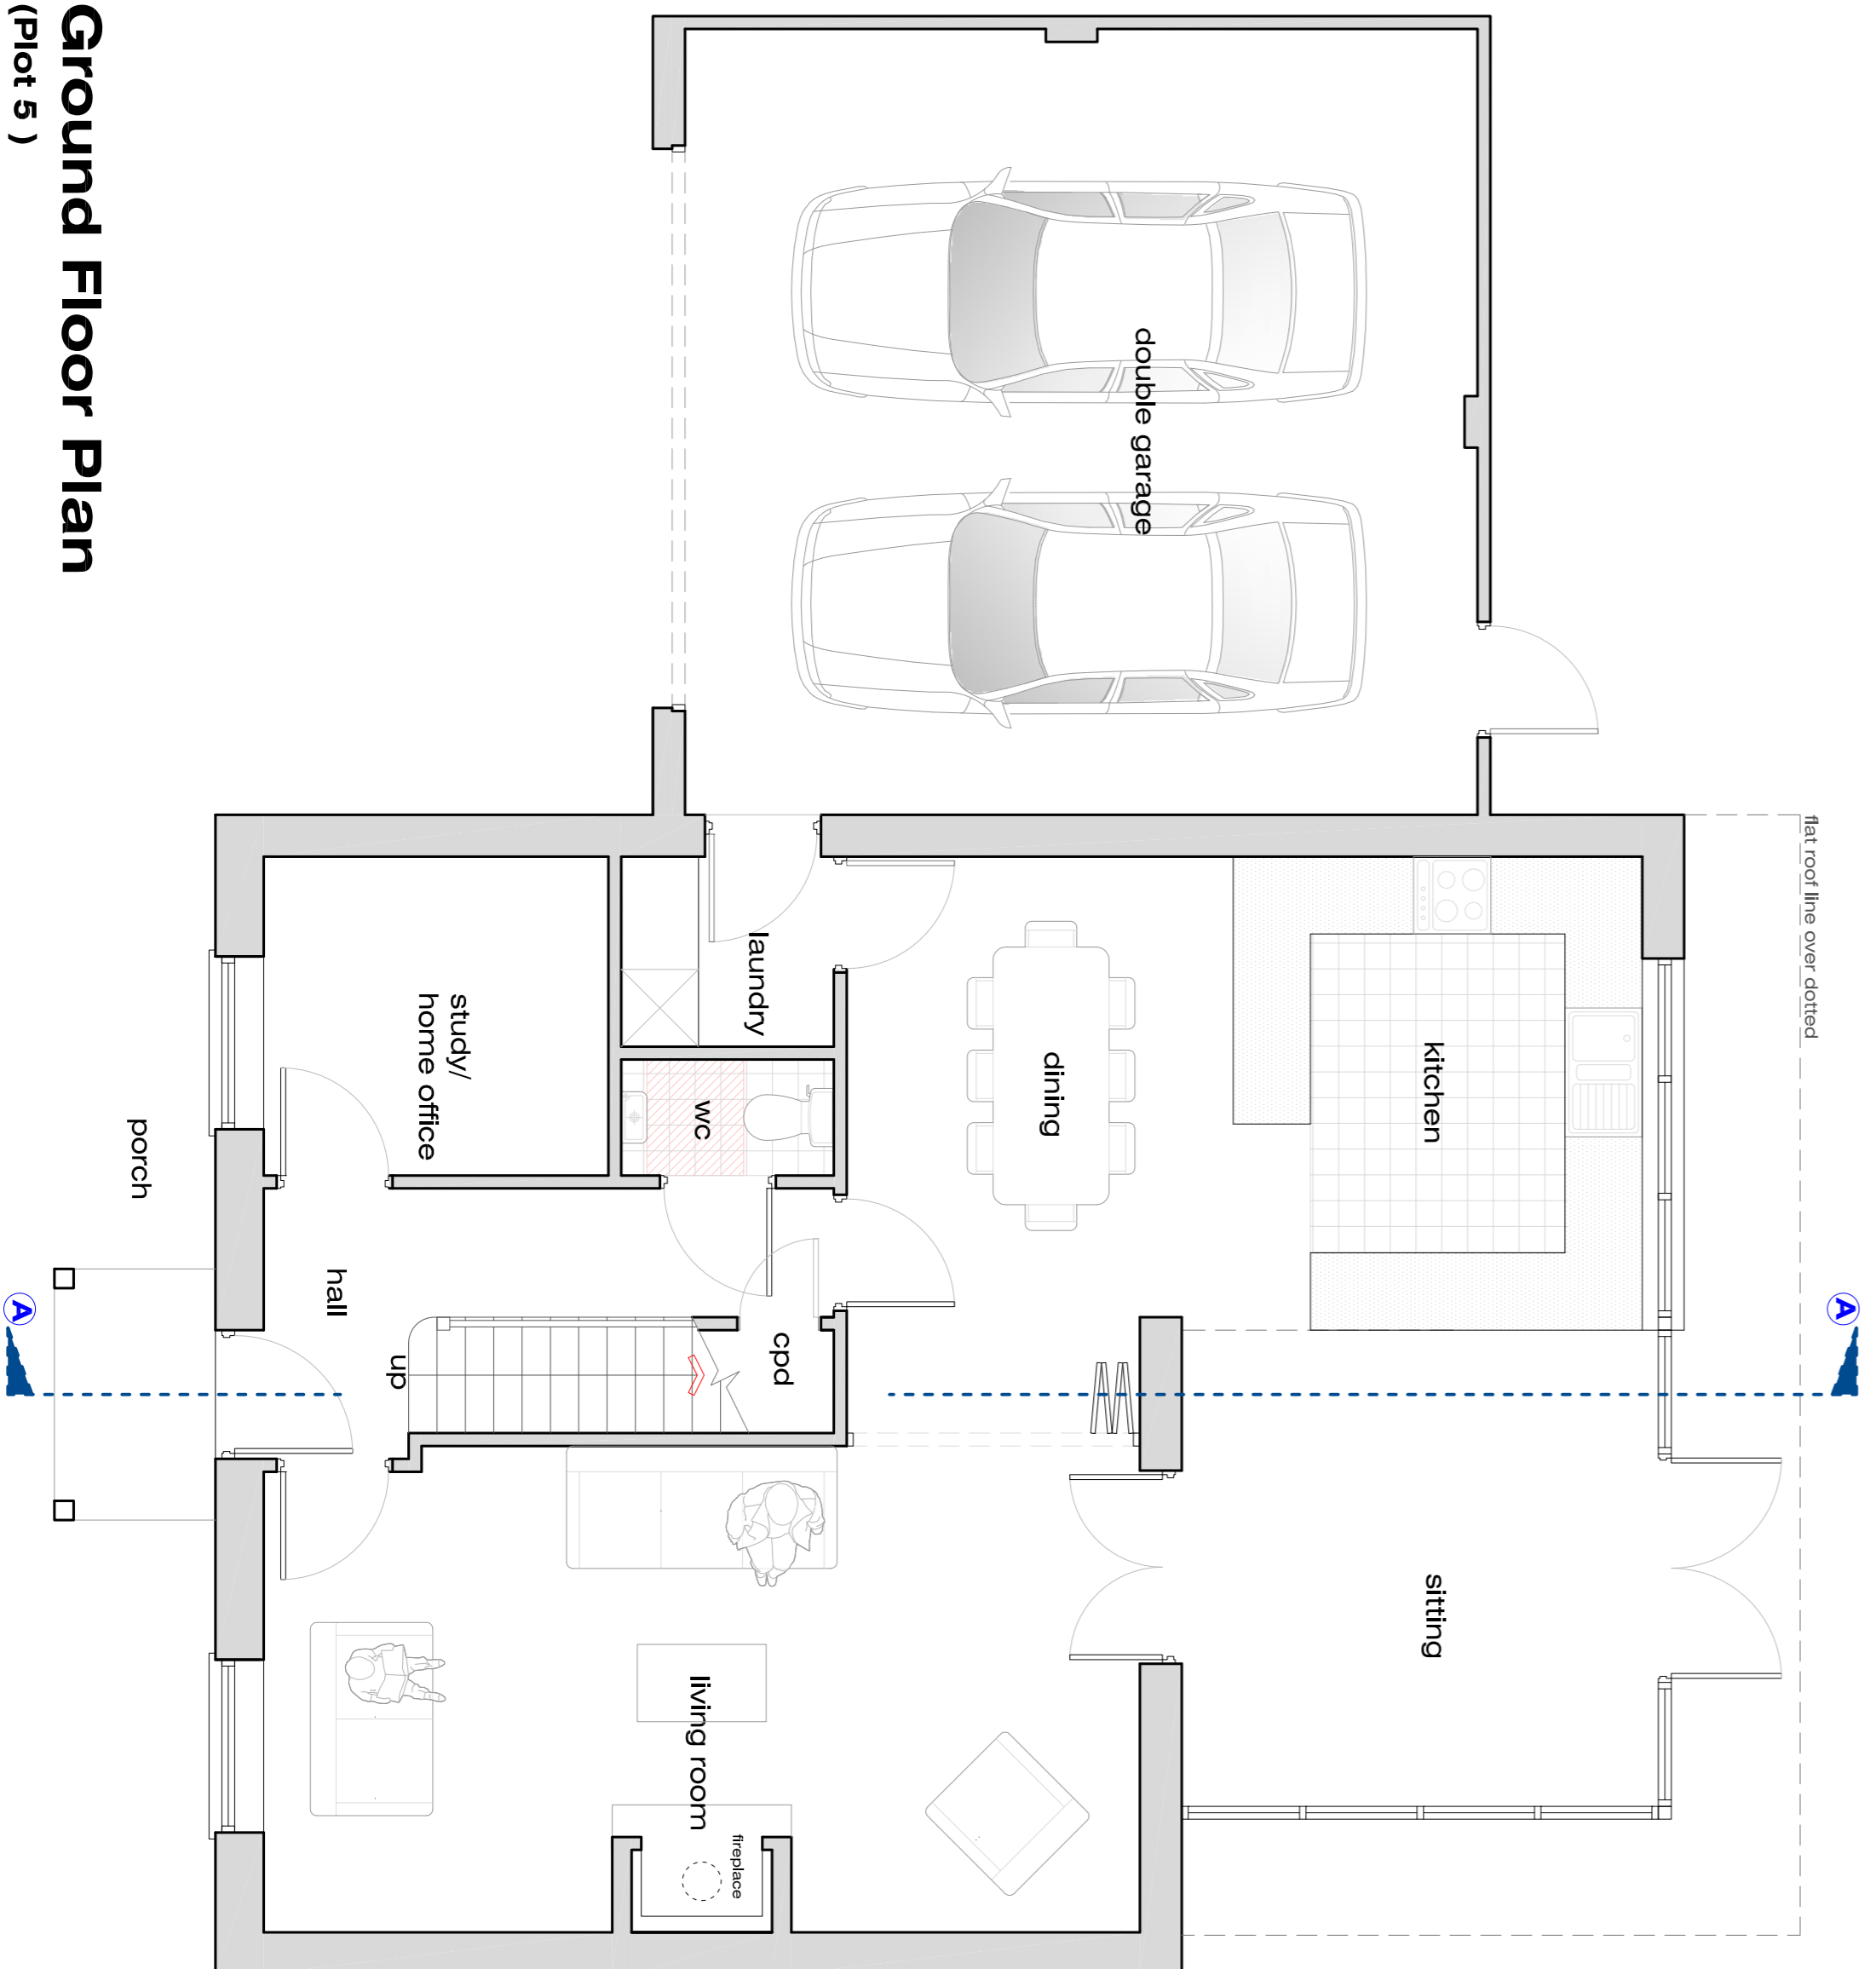 flat roof line over dotted
kitchen
sitting
double garage
dining
laundry
wc
cpd
fireplace
living room
study/
home office
up
hall
porch
A
A
Ground Floor Plan
(Plot 5 )